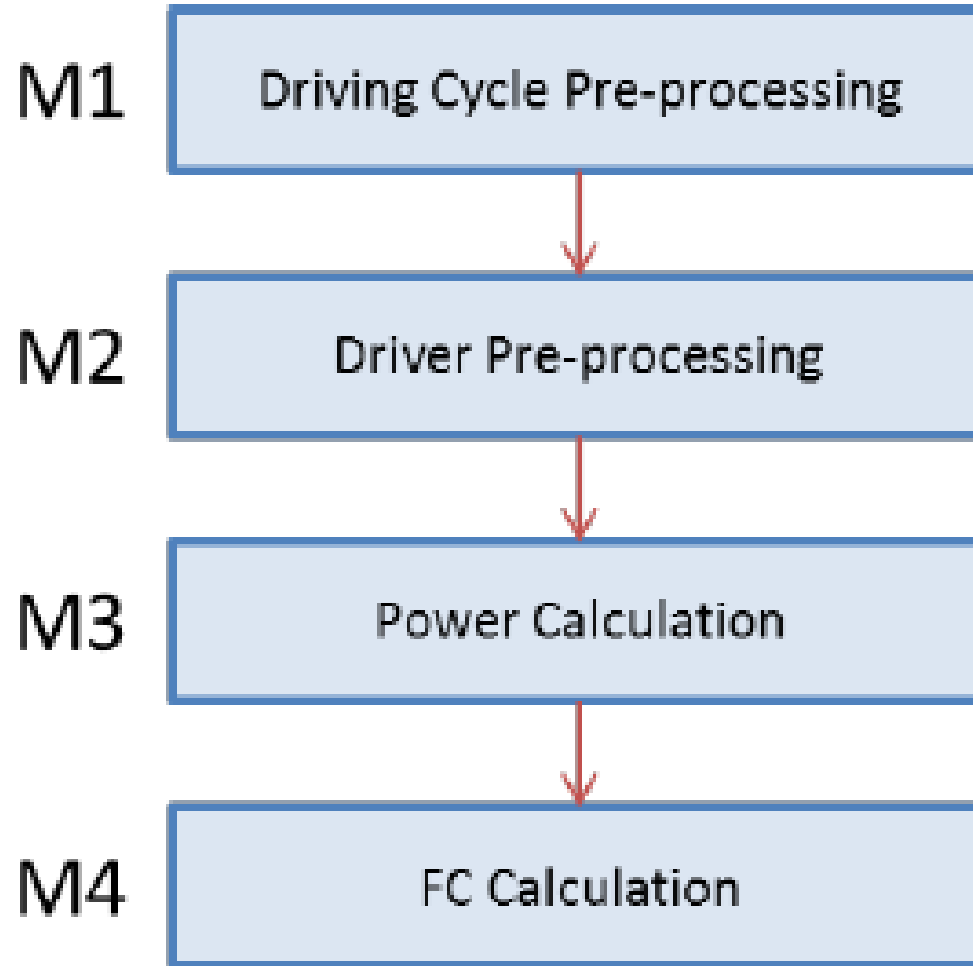 M1
Driving Cycle Pre-processing
M2
Driver Pre-processing
M3
Power Calculation
M4
FC Calculation